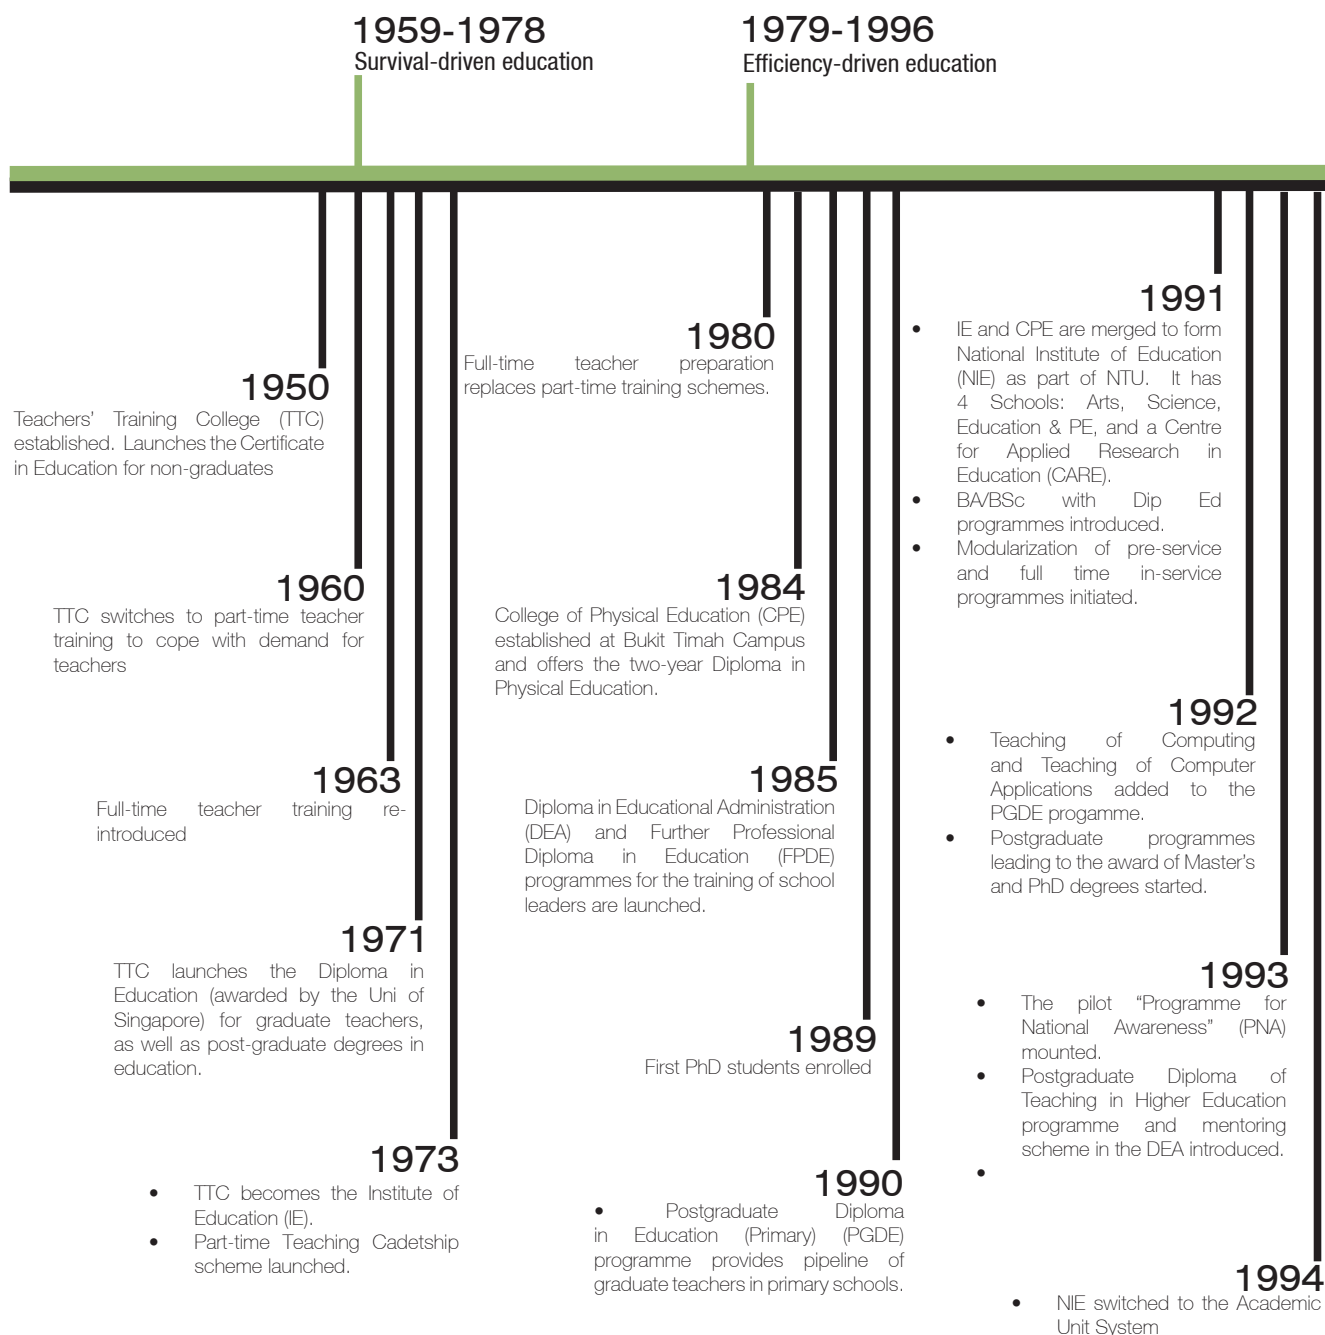 1959-1978
Survival-driven education
1979-1996
Efficiency-driven education
1950
Teachers’ Training College (TTC)
established. Launches the Certificate
in Education for non-graduates
1960
TTC switches to part-time teacher
training to cope with demand for
teachers
1963
Full-time teacher training re-
introduced
1971
TTC launches the Diploma in
Education (awarded by the Uni of
Singapore) for graduate teachers,
as well as post-graduate degrees in
education.
1973
• TTC becomes the Institute of
Education (IE).
• Part-time Teaching Cadetship
scheme launched.
1980
Full-time teacher preparation
replaces part-time training schemes.
1984
College of Physical Education (CPE)
established at Bukit Timah Campus
and offers the two-year Diploma in
Physical Education.
1985
Diploma in Educational Administration
(DEA) and Further Professional
Diploma in Education (FPDE)
programmes for the training of school
leaders are launched.
1989
First PhD students enrolled
1990
• Postgraduate Diploma
in Education (Primary) (PGDE)
programme provides pipeline of
graduate teachers in primary schools.
1991
• IE and CPE are merged to form
National Institute of Education
(NIE) as part of NTU. It has
4 Schools: Arts, Science,
Education & PE, and a Centre
for Applied Research in
Education (CARE).
• BA/BSc with Dip Ed
programmes introduced.
• Modularization of pre-service
and full time in-service
programmes initiated.
1992
• Teaching of Computing
and Teaching of Computer
Applications added to the
PGDE progamme.
• Postgraduate programmes
leading to the award of Master’s
and PhD degrees started.
1993
• The pilot “Programme for
National Awareness” (PNA)
mounted.
• Postgraduate Diploma of
Teaching in Higher Education
programme and mentoring
scheme in the DEA introduced.
•
1994
• NIE switched to the Academic
Unit System